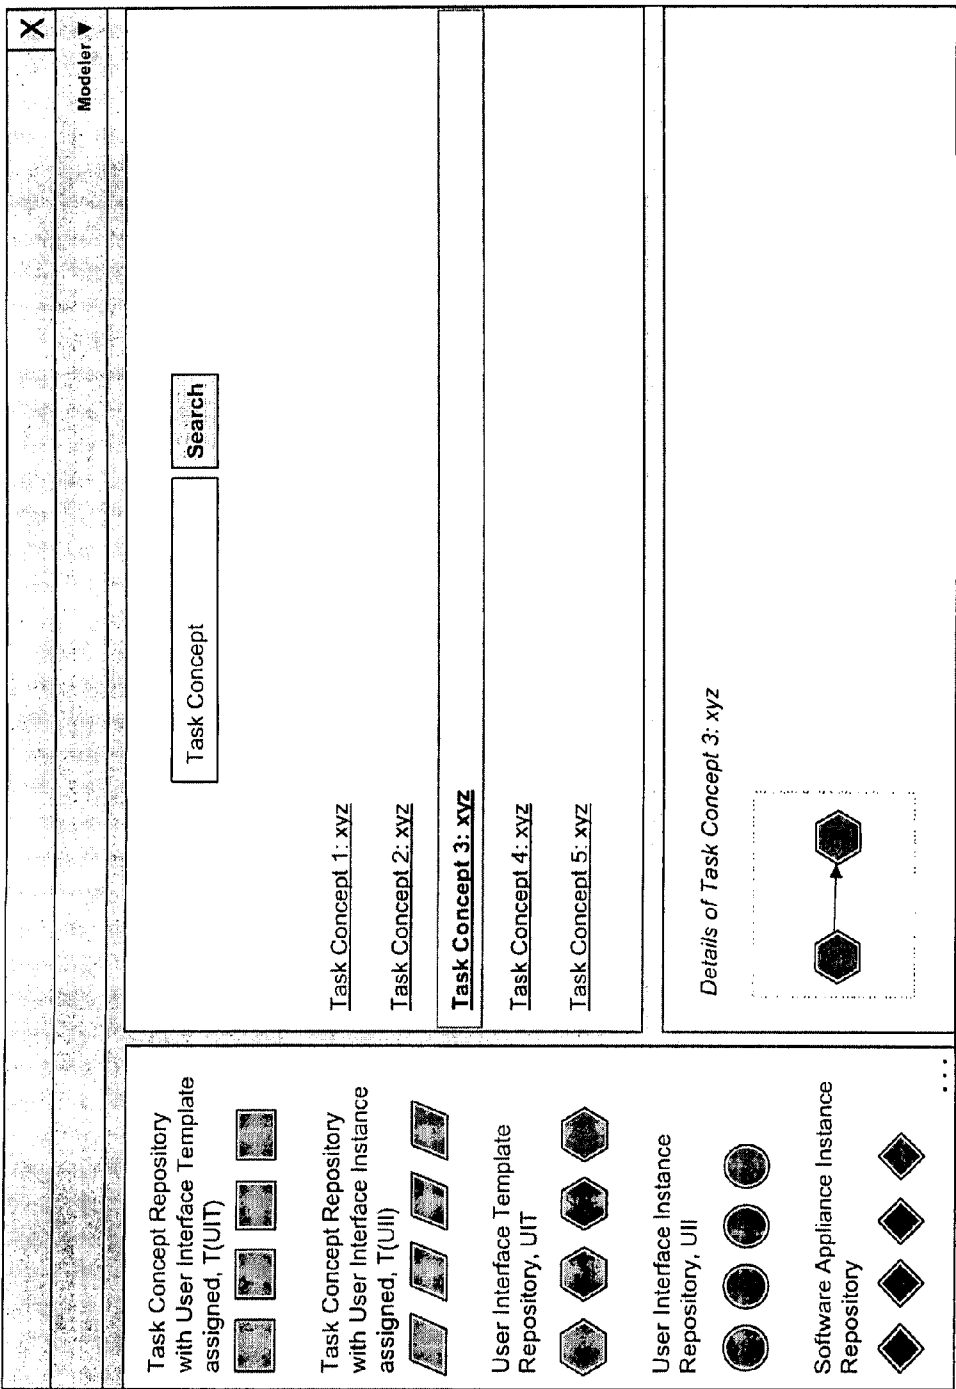 X
Modeler ▼
Task Concept Repository
with User Interface Template
assigned, T(UIT)
Task Concept Repository
with User Interface Instance
assigned, T(UII)
User Interface Template
Repository, UIT
User Interface Instance
Repository, UII
Software Appliance Instance
Repository
...
Task Concept
Search
Task Concept 1: xyz
Task Concept 2: xyz
Task Concept 3: xyz
Task Concept 4: xyz
Task Concept 5: xyz
Details of Task Concept 3: xyz